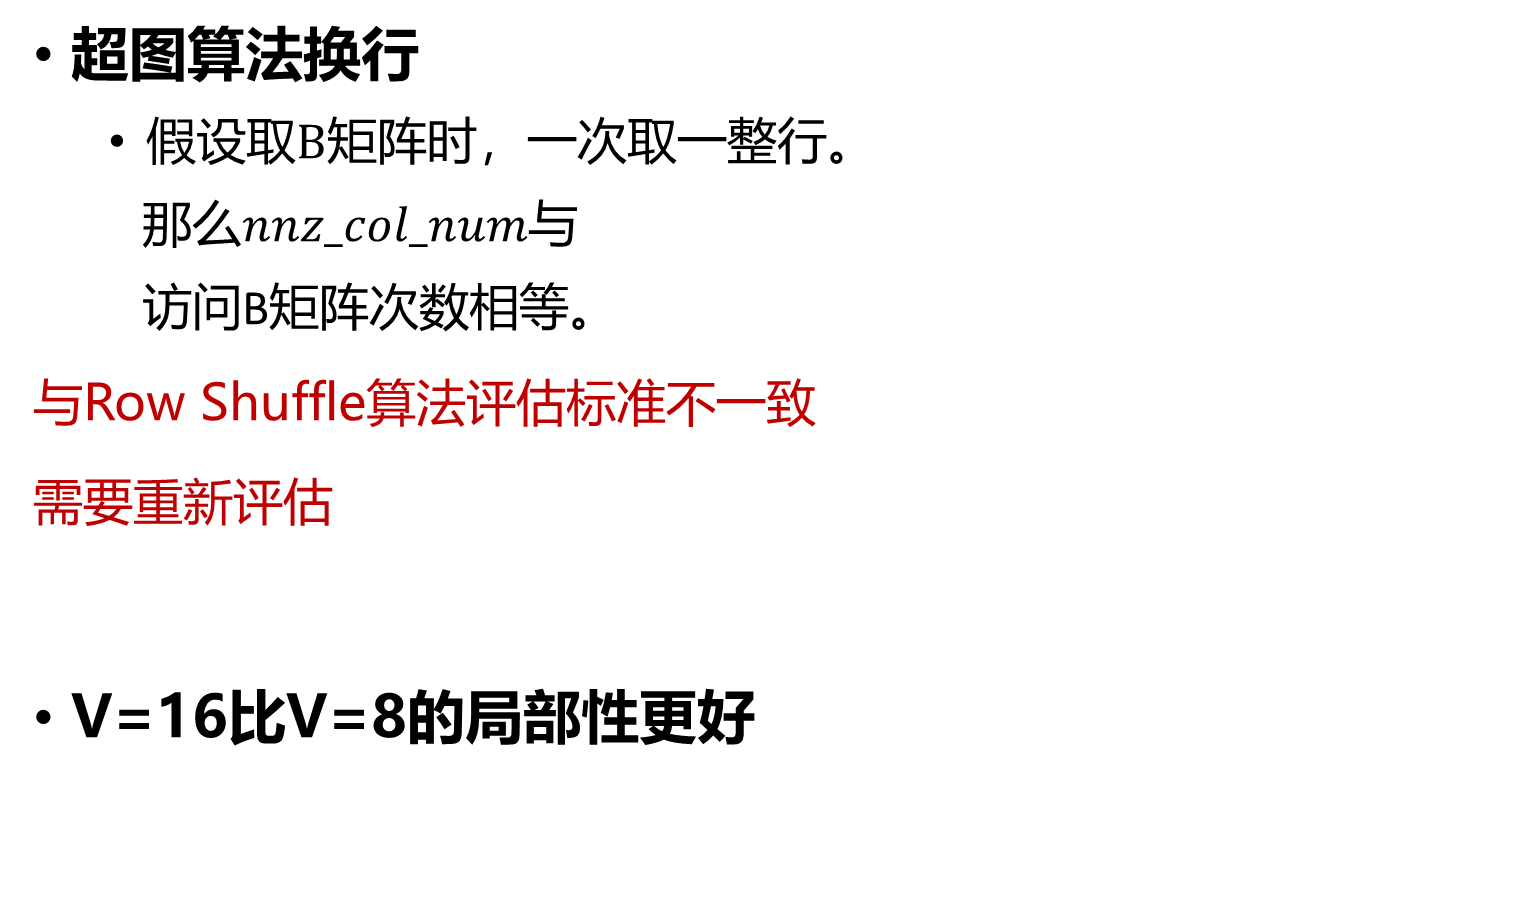 • 超图算法换行
• 假设取B矩阵时，一次取一整行。
那么nnz_col_num与
访问B矩阵次数相等。
与Row Shuffle算法评估标准不一致
需要重新评估
• V=16比V=8的局部性更好